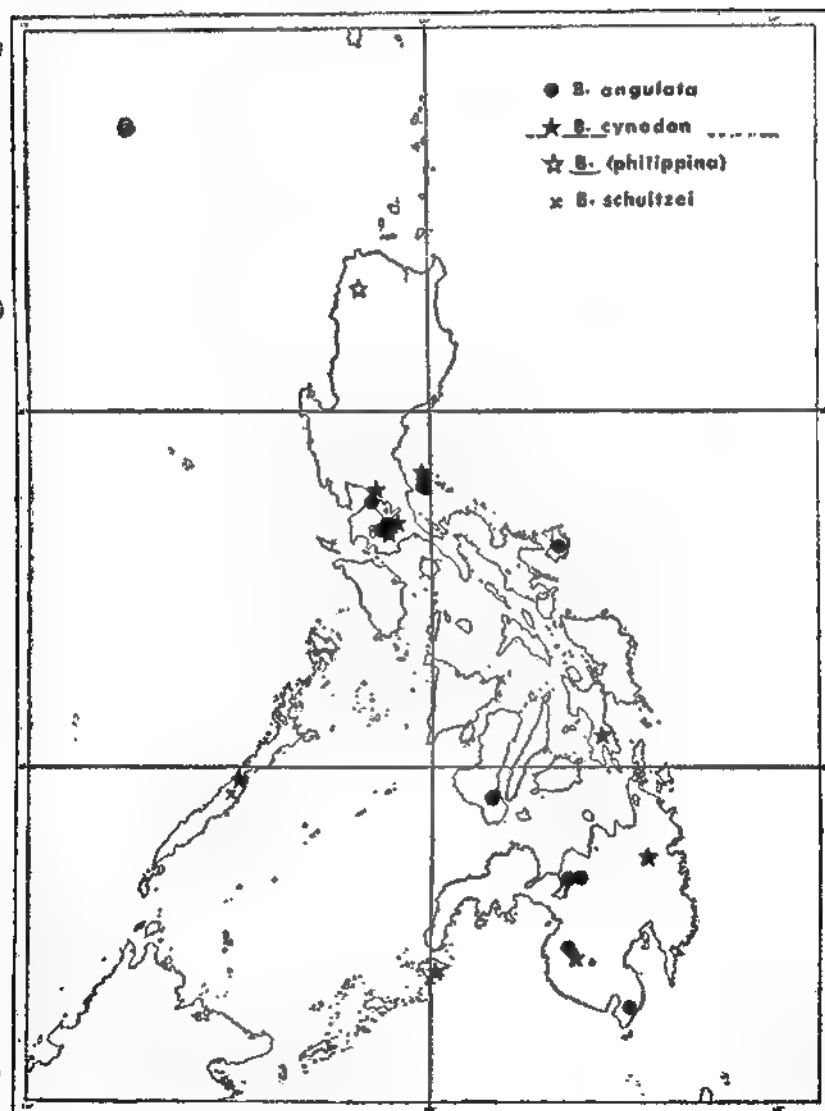 B. angulata
B. cynodon
B. (philippina)
B. schultzei